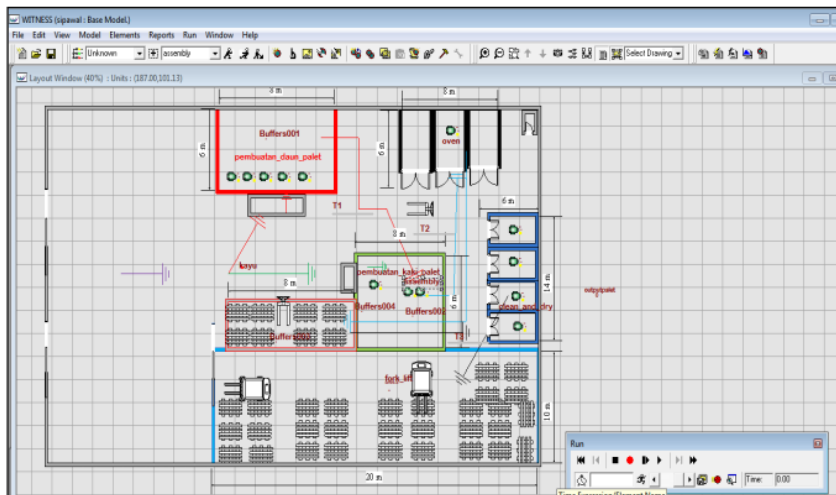 WITNESS (sipawal : Base Model.)
File Edit View Model Elements Reports Run Window Help
Unknown assembly Select Drawing
Layout Window (40%) : Units : (187.00,101.13)
8 m
8 m
Buffers001
oven
6 m
6 m
pembuatan_daun_palet
T1
6 m
T2
8 m
kayu
pembuatan_kaki_palet
assembly
8 m
14 m
6 m
Buffers004
Buffers002
clean_and_dry
outputpalet
T3
fork_lift
10 m
20 m
Run
Time: 0.00